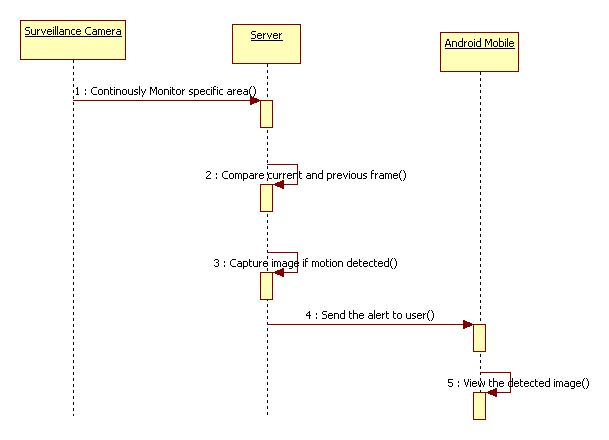 Surveillance Camera
Server
Android Mobile
1 : Continously Monitor specific area()
2 : Compare current and previous frame()
3 : Capture image if motion detected()
4 : Send the alert to user()
5 : View the detected image()